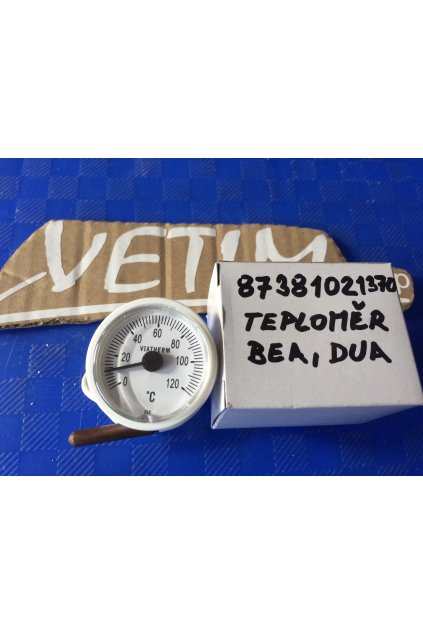 VETIM
87381021370
TEPLOMĚR
BEA, DUA
VIATHERM
0
20
40
60
80
100
120
°C